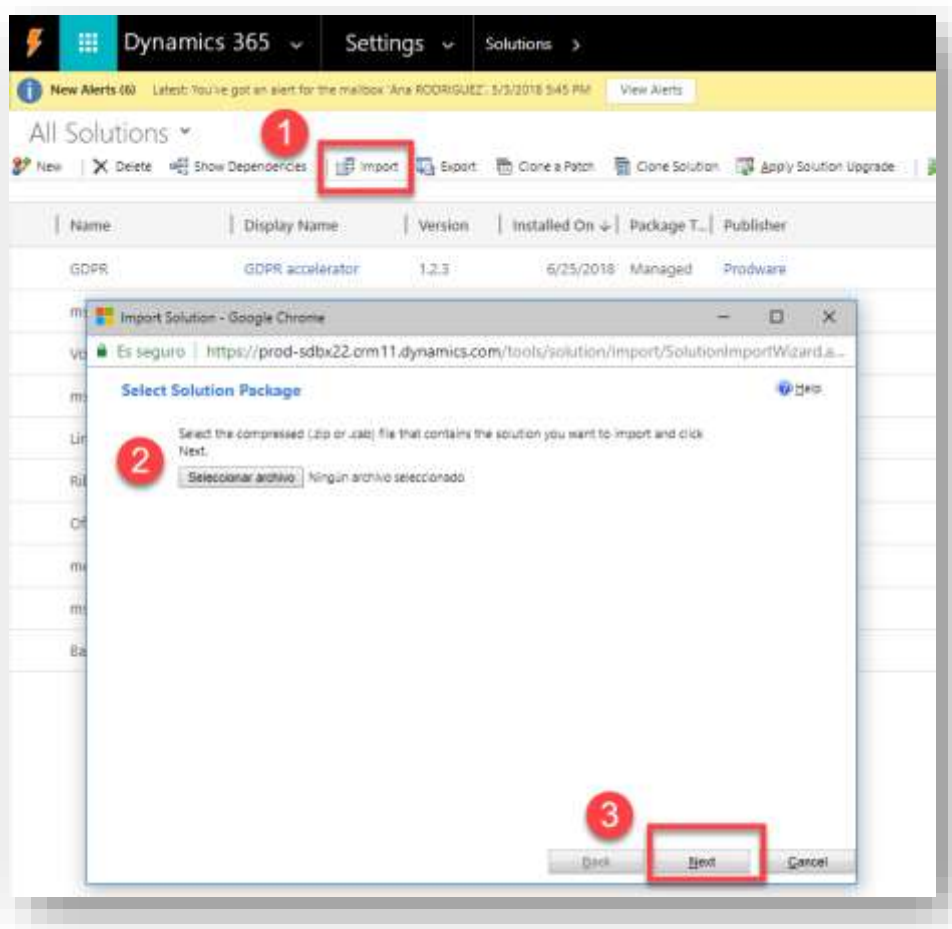 Dynamics 365 Settings Solutions
New Alerts (6) Latest: You've got an alert for the mailbox 'Ana RODRIGUEZ'. 5/3/2018 5:45 PM View Alerts
All Solutions
1
New Delete Show Dependencies Import Export Clone a Patch Clone Solution Apply Solution Upgrade
Name Display Name Version Installed On Package T... Publisher
GDPR GDPR accelerator 1.2.3 6/25/2018 Managed Prodware
Import Solution - Google Chrome
Es seguro https://prod-sdbx22.crm11.dynamics.com/tools/solution/import/SolutionImportWizard.a...
Select Solution Package Help
Select the compressed (.zip or .cab) file that contains the solution you want to import and click
Next.
2
Seleccionar archivo Ningún archivo seleccionado
3
Back Next Cancel